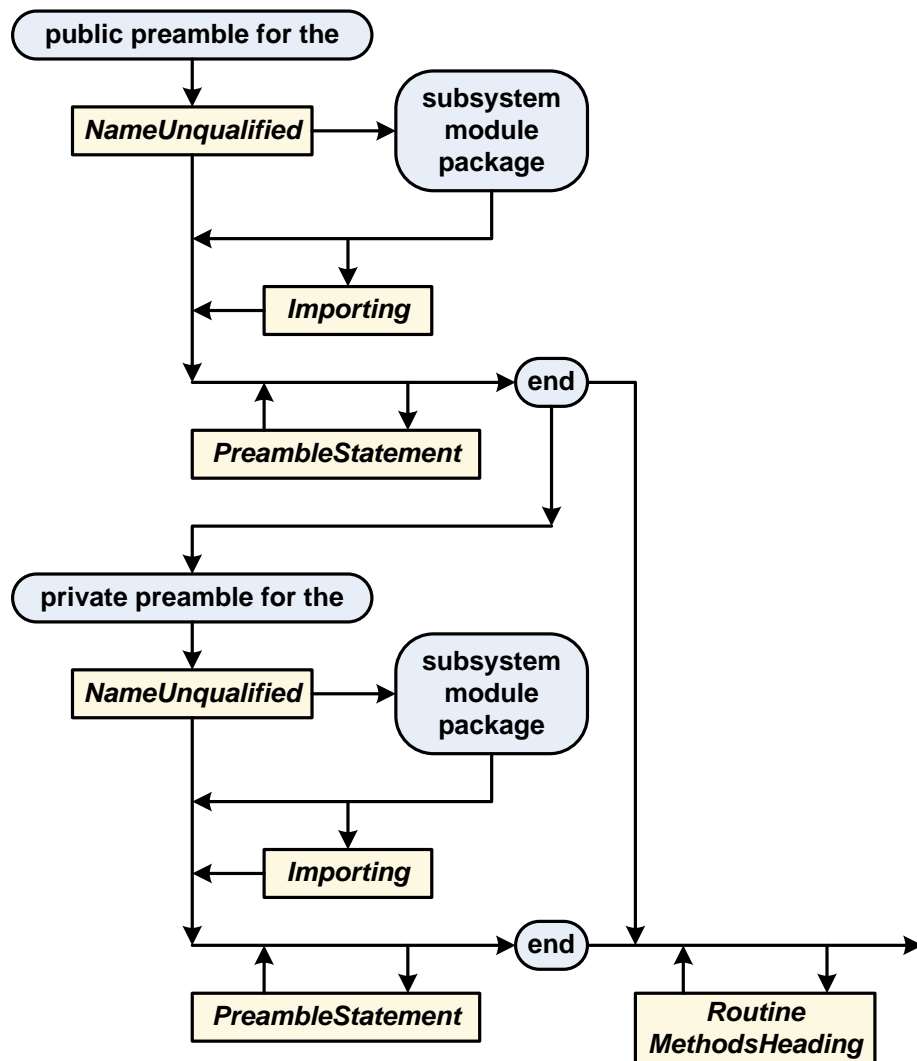 public preamble for the
NameUnqualified
subsystem
module
package
Importing
end
PreambleStatement
private preamble for the
NameUnqualified
subsystem
module
package
Importing
end
PreambleStatement
Routine
MethodsHeading